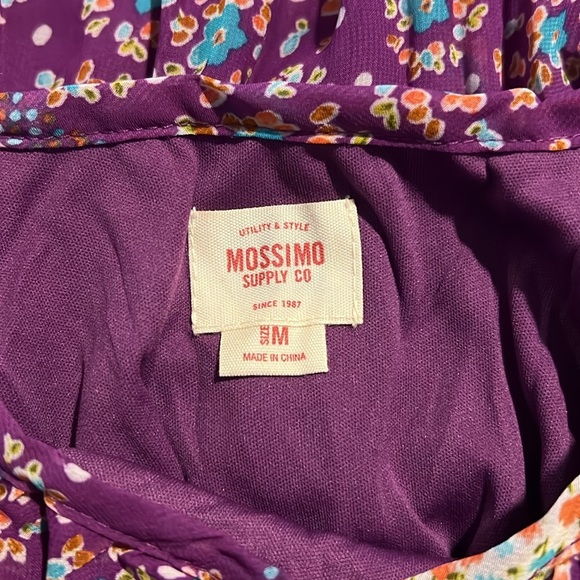 UTILITY & STYLE
MOSSIMO
SUPPLY CO
SINCE 1987
SIZE M
MADE IN CHINA